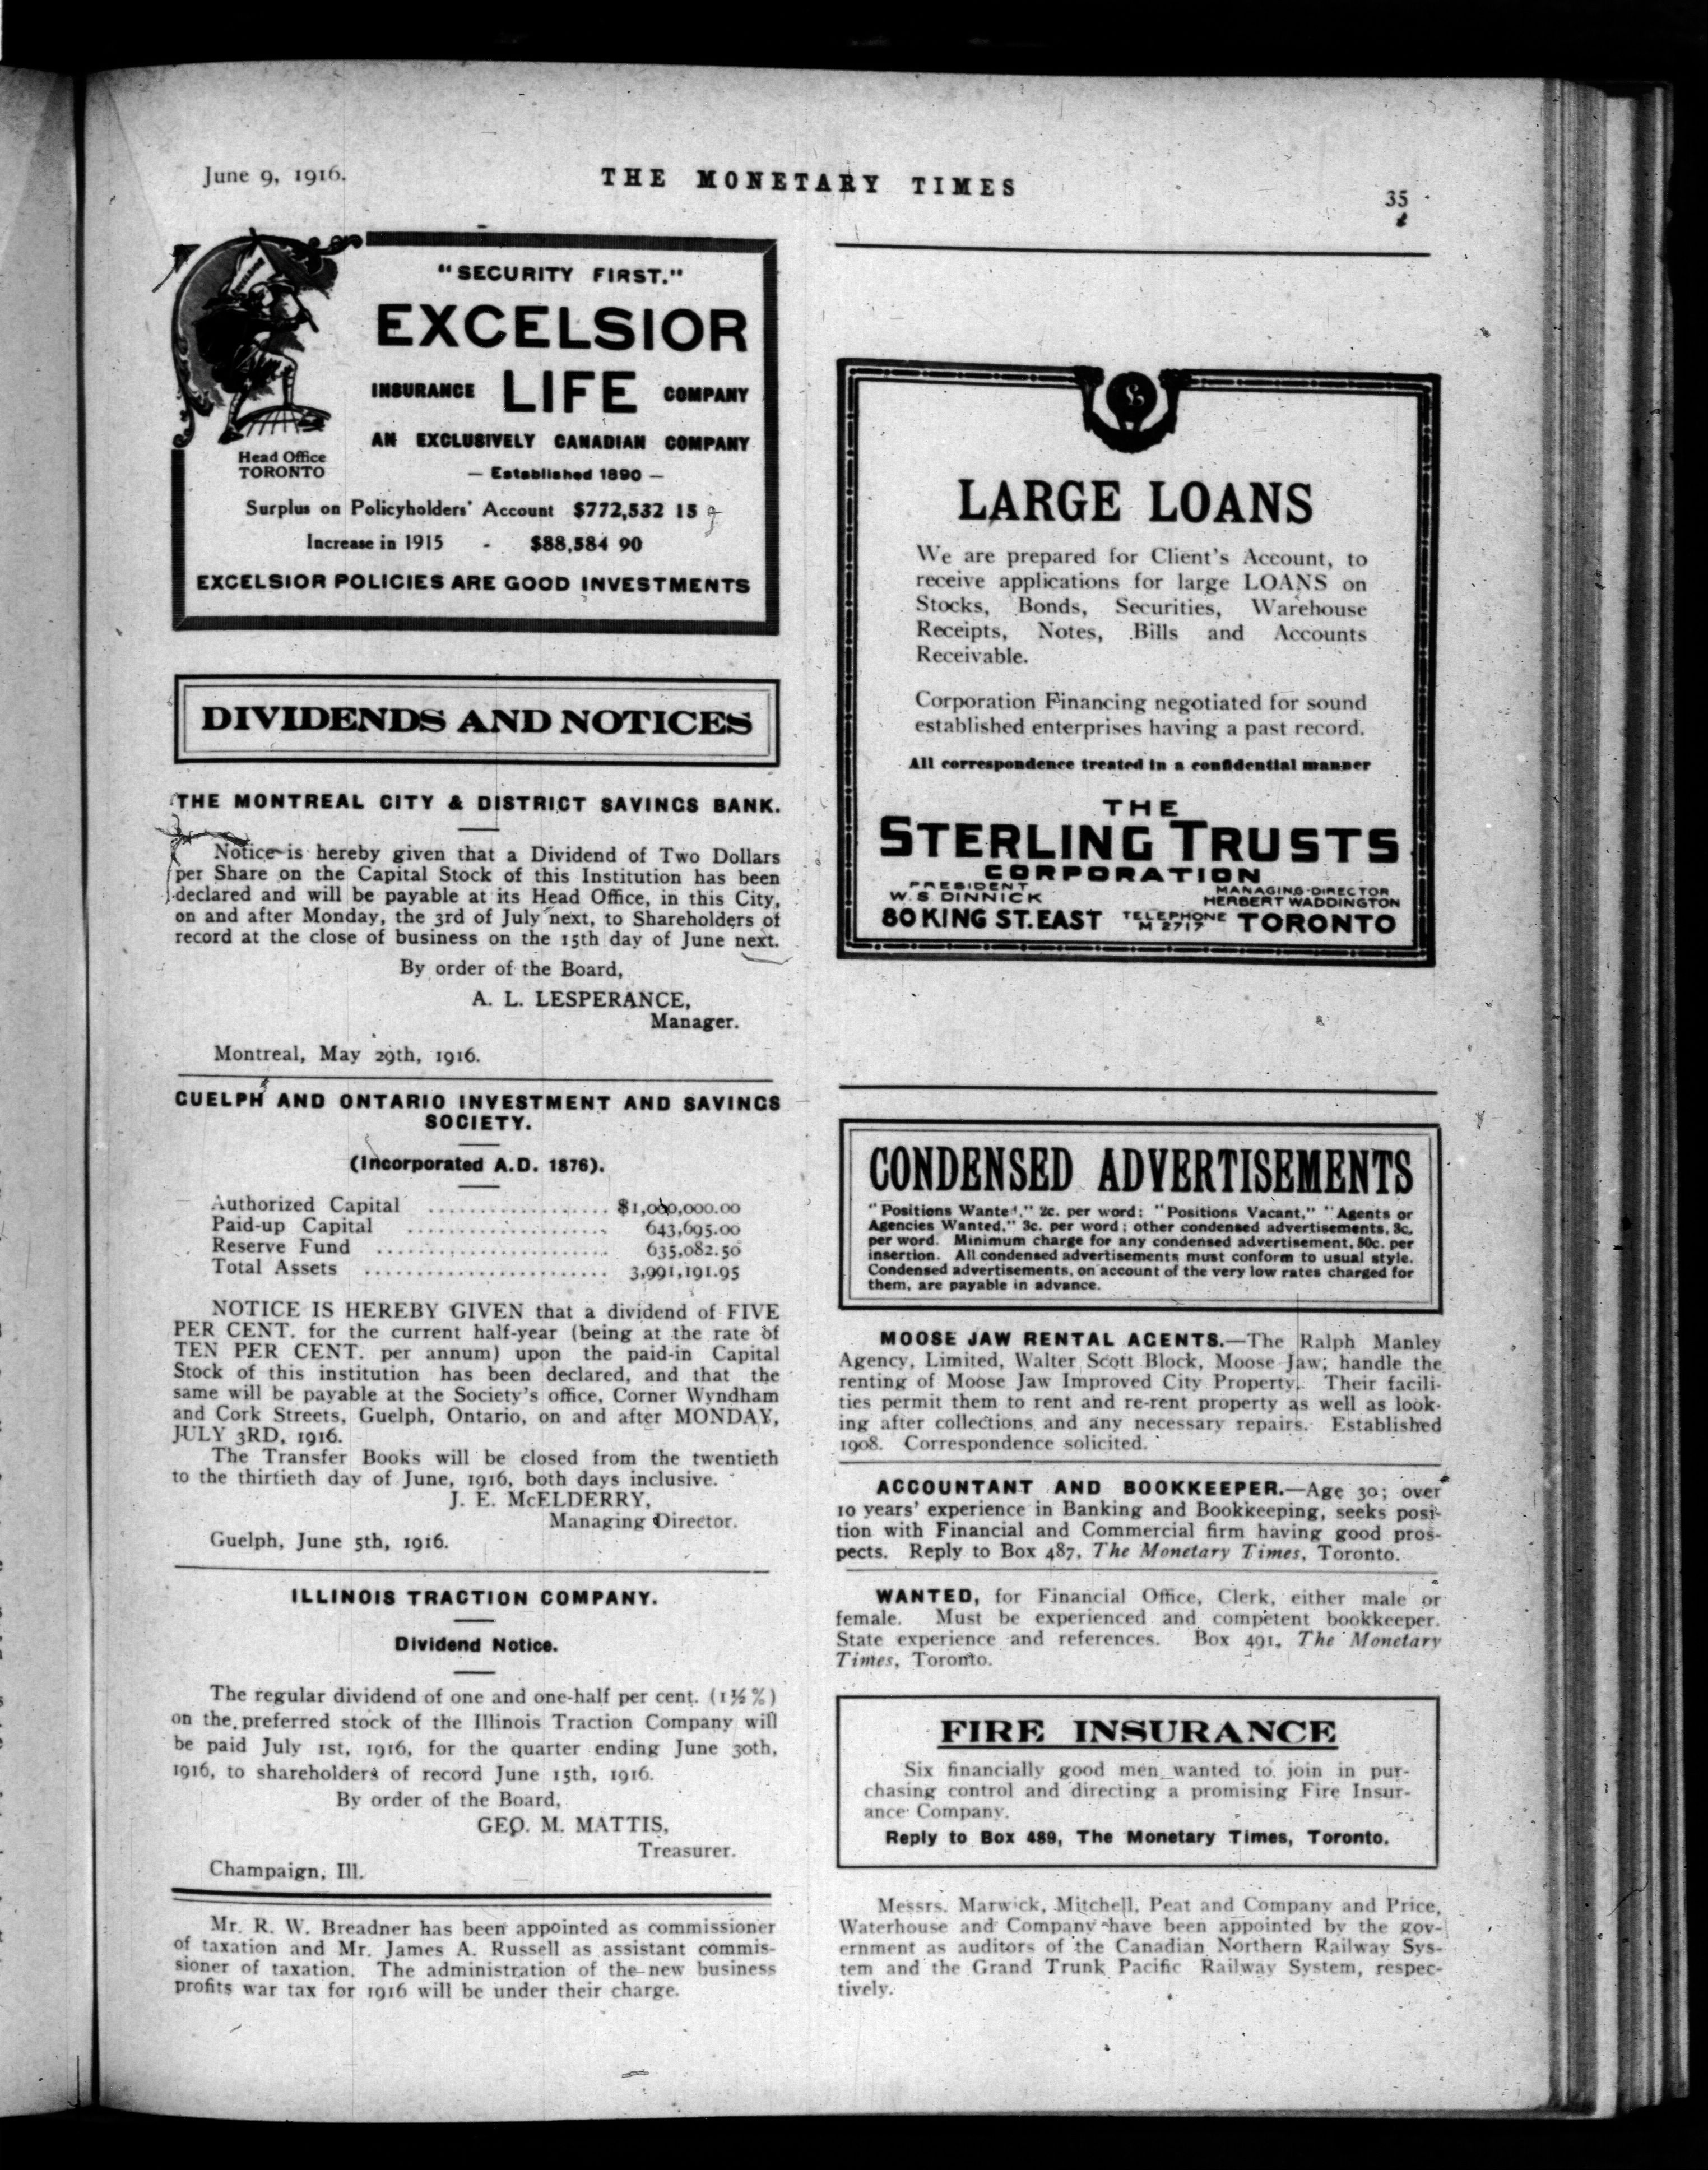 June 9, 1916.
THE MONETARY TIMES
35
"SECURITY FIRST."
EXCELSIOR
INSURANCE LIFE COMPANY
AN EXCLUSIVELY CANADIAN COMPANY
Head Office
TORONTO
— Established 1890 —
Surplus on Policyholders' Account $772,532 15
Increase in 1915 - $88,584 90
EXCELSIOR POLICIES ARE GOOD INVESTMENTS
DIVIDENDS AND NOTICES
THE MONTREAL CITY & DISTRICT SAVINGS BANK.
Notice is hereby given that a Dividend of Two Dollars
per Share on the Capital Stock of this Institution has been
declared and will be payable at its Head Office, in this City,
on and after Monday, the 3rd of July next, to Shareholders of
record at the close of business on the 15th day of June next.
By order of the Board,
A. L. LESPERANCE,
Manager.
Montreal, May 29th, 1916.
GUELPH AND ONTARIO INVESTMENT AND SAVINGS
SOCIETY.
(Incorporated A.D. 1876).
Authorized Capital .................. $1,000,000.00
Paid-up Capital ..................... 643,695.00
Reserve Fund ........................ 635,082.50
Total Assets ......................... 3,991,191.95
NOTICE IS HEREBY GIVEN that a dividend of FIVE
PER CENT. for the current half-year (being at the rate of
TEN PER CENT. per annum) upon the paid-in Capital
Stock of this institution has been declared, and that the
same will be payable at the Society's office, Corner Wyndham
and Cork Streets, Guelph, Ontario, on and after MONDAY,
JULY 3RD, 1916.
The Transfer Books will be closed from the twentieth
to the thirtieth day of June, 1916, both days inclusive.
J. E. McELDERRY,
Managing Director.
Guelph, June 5th, 1916.
ILLINOIS TRACTION COMPANY.
Dividend Notice.
The regular dividend of one and one-half per cent. (1½%)
on the preferred stock of the Illinois Traction Company will
be paid July 1st, 1916, for the quarter ending June 30th,
1916, to shareholders of record June 15th, 1916.
By order of the Board,
GEO. M. MATTIS,
Treasurer.
Champaign, Ill.
Mr. R. W. Breadner has been appointed as commissioner
of taxation and Mr. James A. Russell as assistant commis-
sioner of taxation. The administration of the new business
profits war tax for 1916 will be under their charge.
LARGE LOANS
We are prepared for Client's Account, to
receive applications for large LOANS on
Stocks, Bonds, Securities, Warehouse
Receipts, Notes, Bills and Accounts
Receivable.
Corporation Financing negotiated for sound
established enterprises having a past record.
All correspondence treated in a confidential manner
THE
STERLING TRUSTS
CORPORATION
PRESIDENT
W. S DINNICK
MANAGING-DIRECTOR
HERBERT WADDINGTON
80 KING ST. EAST TELEPHONE M 2717 TORONTO
CONDENSED ADVERTISEMENTS
"Positions Wanted," 2c. per word; "Positions Vacant," "Agents or
Agencies Wanted," 3c. per word; other condensed advertisements, 3c.
per word. Minimum charge for any condensed advertisement, 50c. per
insertion. All condensed advertisements must conform to usual style.
Condensed advertisements, on account of the very low rates charged for
them, are payable in advance.
MOOSE JAW RENTAL AGENTS.—The Ralph Manley
Agency, Limited, Walter Scott Block, Moose Jaw, handle the
renting of Moose Jaw Improved City Property. Their facili-
ties permit them to rent and re-rent property as well as look-
ing after collections and any necessary repairs. Established
1908. Correspondence solicited.
ACCOUNTANT AND BOOKKEEPER.—Age 30; over
10 years' experience in Banking and Bookkeeping, seeks posi-
tion with Financial and Commercial firm having good pros-
pects. Reply to Box 487, The Monetary Times, Toronto.
WANTED, for Financial Office, Clerk, either male or
female. Must be experienced and competent bookkeeper.
State experience and references. Box 491, The Monetary
Times, Toronto.
FIRE INSURANCE
Six financially good men wanted to join in pur-
chasing control and directing a promising Fire Insur-
ance Company.
Reply to Box 489, The Monetary Times, Toronto.
Messrs. Marwick, Mitchell, Peat and Company and Price,
Waterhouse and Company have been appointed by the gov-
ernment as auditors of the Canadian Northern Railway Sys-
tem and the Grand Trunk Pacific Railway System, respec-
tively.